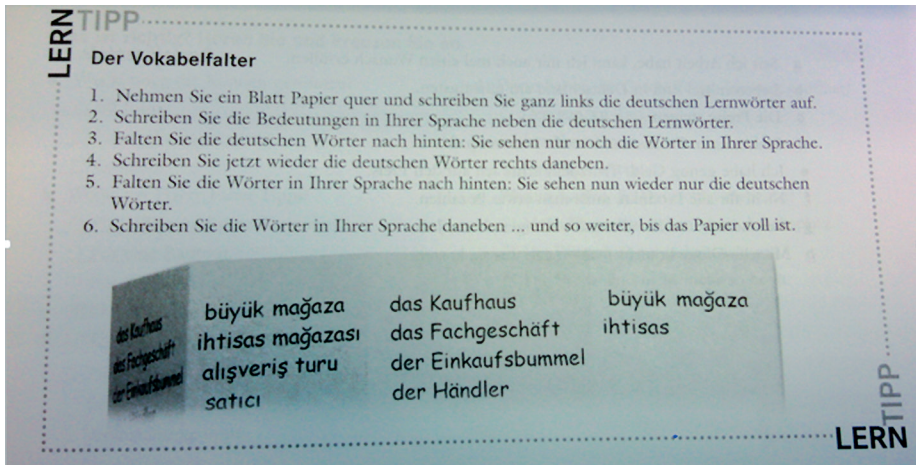 LERN
TIPP
Der Vokabelfalter
1. Nehmen Sie ein Blatt Papier quer und schreiben Sie ganz links die deutschen Lernwörter auf.
2. Schreiben Sie die Bedeutungen in Ihrer Sprache neben die deutschen Lernwörter.
3. Falten Sie die deutschen Wörter nach hinten: Sie sehen nur noch die Wörter in Ihrer Sprache.
4. Schreiben Sie jetzt wieder die deutschen Wörter rechts daneben.
5. Falten Sie die Wörter in Ihrer Sprache nach hinten: Sie sehen nun wieder nur die deutschen
Wörter.
6. Schreiben Sie die Wörter in Ihrer Sprache daneben ... und so weiter, bis das Papier voll ist.
das Kaufhaus
das Fachgeschäft
der Einkaufsbummel
büyük mağaza
ihtisas mağazası
alışveriş turu
satıcı
das Kaufhaus
das Fachgeschäft
der Einkaufsbummel
der Händler
büyük mağaza
ihtisas
TIPP
LERN